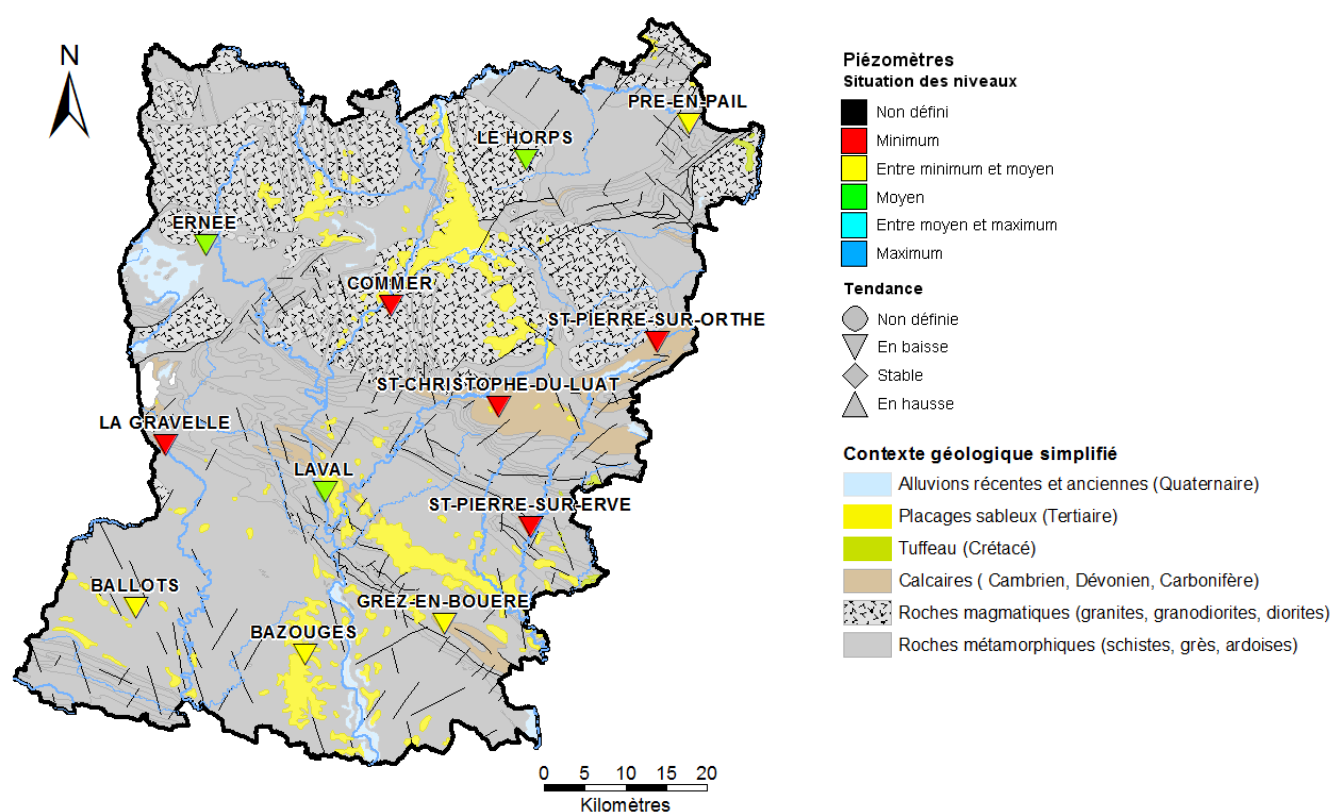 N
PRE-EN-PAIL
LE HORPS
ERNEE
COMMER
ST-PIERRE-SUR-ORTHE
ST-CHRISTOPHE-DU-LUAT
LA GRAVELLE
LAVAL
ST-PIERRE-SUR-ERVE
BALLOTS
GREZ-EN-BOUERE
BAZOUGES
0 5 10 15 20
Kilomètres
Piézomètres
Situation des niveaux
Non défini
Minimum
Entre minimum et moyen
Moyen
Entre moyen et maximum
Maximum
Tendance
Non définie
En baisse
Stable
En hausse
Contexte géologique simplifié
Alluvions récentes et anciennes (Quaternaire)
Placages sableux (Tertiaire)
Tuffeau (Crétacé)
Calcaires ( Cambrien, Dévonien, Carbonifère)
Roches magmatiques (granites, granodiorites, diorites)
Roches métamorphiques (schistes, grès, ardoises)